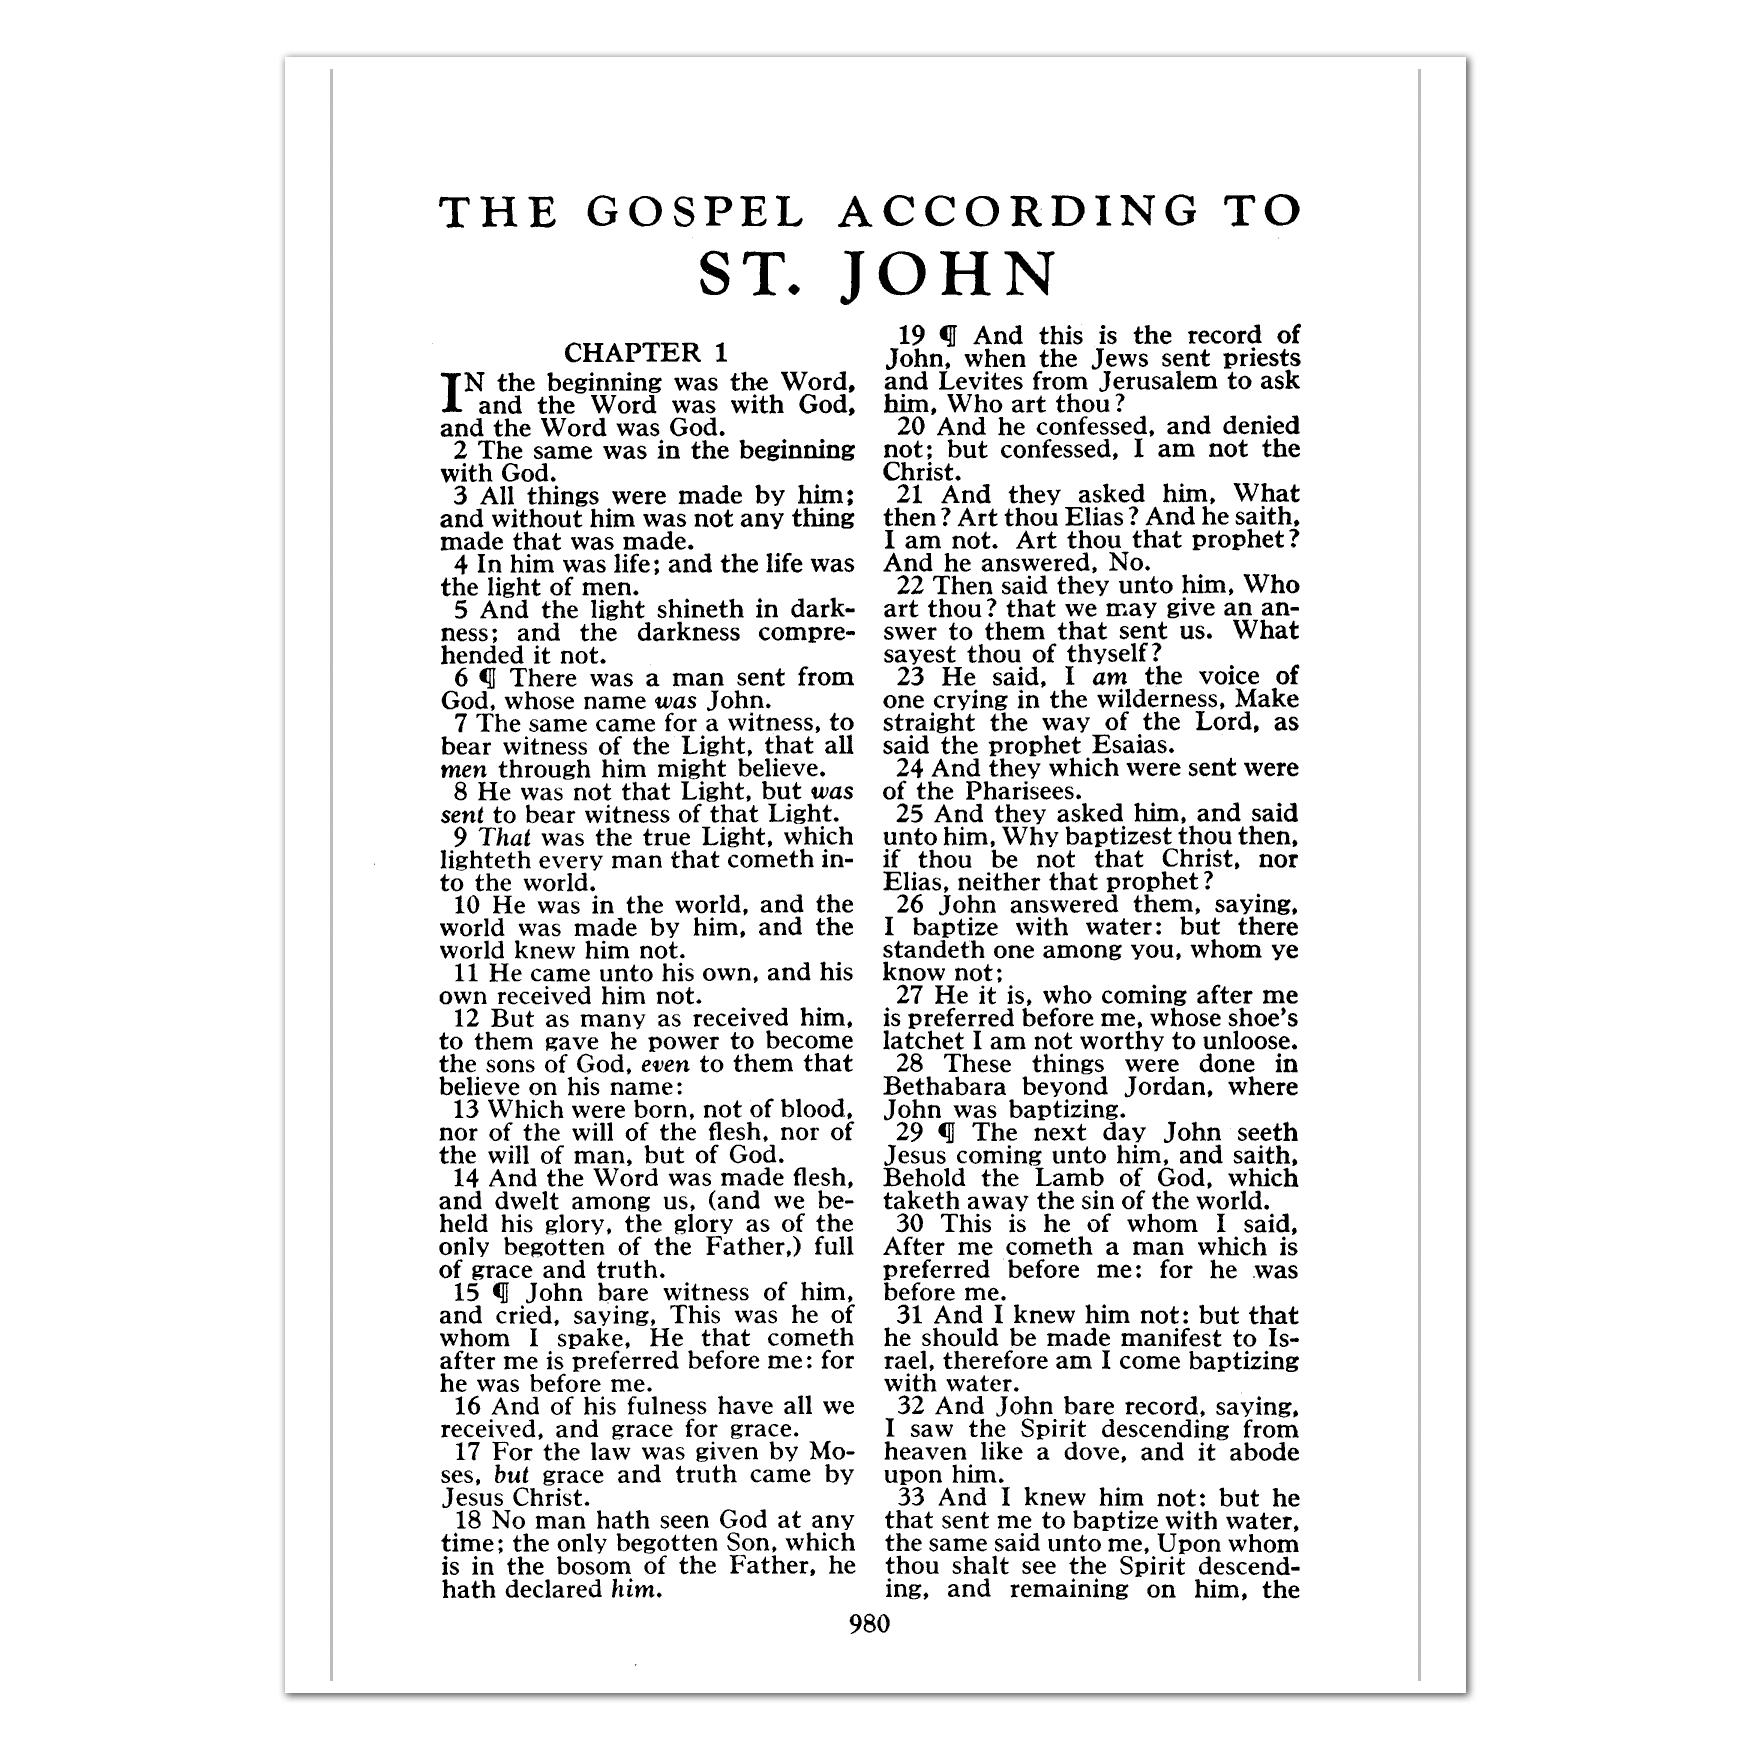 THE GOSPEL ACCORDING TO
ST. JOHN
CHAPTER 1
IN the beginning was the Word,
and the Word was with God,
and the Word was God.
2 The same was in the beginning
with God.
3 All things were made by him;
and without him was not any thing
made that was made.
4 In him was life; and the life was
the light of men.
5 And the light shineth in dark-
ness; and the darkness compre-
hended it not.
6 ¶ There was a man sent from
God, whose name was John.
7 The same came for a witness, to
bear witness of the Light, that all
men through him might believe.
8 He was not that Light, but was
sent to bear witness of that Light.
9 That was the true Light, which
lighteth every man that cometh in-
to the world.
10 He was in the world, and the
world was made by him, and the
world knew him not.
11 He came unto his own, and his
own received him not.
12 But as many as received him,
to them gave he power to become
the sons of God, even to them that
believe on his name:
13 Which were born, not of blood,
nor of the will of the flesh, nor of
the will of man, but of God.
14 And the Word was made flesh,
and dwelt among us, (and we be-
held his glory, the glory as of the
only begotten of the Father,) full
of grace and truth.
15 ¶ John bare witness of him,
and cried, saying, This was he of
whom I spake, He that cometh
after me is preferred before me: for
he was before me.
16 And of his fulness have all we
received, and grace for grace.
17 For the law was given by Mo-
ses, but grace and truth came by
Jesus Christ.
18 No man hath seen God at any
time; the only begotten Son, which
is in the bosom of the Father, he
hath declared him.
19 ¶ And this is the record of
John, when the Jews sent priests
and Levites from Jerusalem to ask
him, Who art thou?
20 And he confessed, and denied
not; but confessed, I am not the
Christ.
21 And they asked him, What
then? Art thou Elias? And he saith,
I am not. Art thou that prophet?
And he answered, No.
22 Then said they unto him, Who
art thou? that we may give an an-
swer to them that sent us. What
sayest thou of thyself?
23 He said, I am the voice of
one crying in the wilderness, Make
straight the way of the Lord, as
said the prophet Esaias.
24 And they which were sent were
of the Pharisees.
25 And they asked him, and said
unto him, Why baptizest thou then,
if thou be not that Christ, nor
Elias, neither that prophet?
26 John answered them, saying,
I baptize with water: but there
standeth one among you, whom ye
know not;
27 He it is, who coming after me
is preferred before me, whose shoe's
latchet I am not worthy to unloose.
28 These things were done in
Bethabara beyond Jordan, where
John was baptizing.
29 ¶ The next day John seeth
Jesus coming unto him, and saith,
Behold the Lamb of God, which
taketh away the sin of the world.
30 This is he of whom I said,
After me cometh a man which is
preferred before me: for he was
before me.
31 And I knew him not: but that
he should be made manifest to Is-
rael, therefore am I come baptizing
with water.
32 And John bare record, saying,
I saw the Spirit descending from
heaven like a dove, and it abode
upon him.
33 And I knew him not: but he
that sent me to baptize with water,
the same said unto me, Upon whom
thou shalt see the Spirit descend-
ing, and remaining on him, the
980